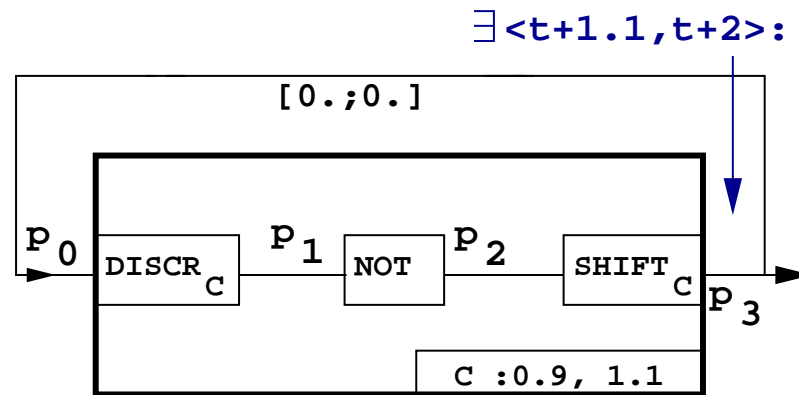 ∃<t+1.1,t+2>:
[0.;0.]
p0
DISCRC
p1
NOT
p2
SHIFTC
p3
C :0.9, 1.1